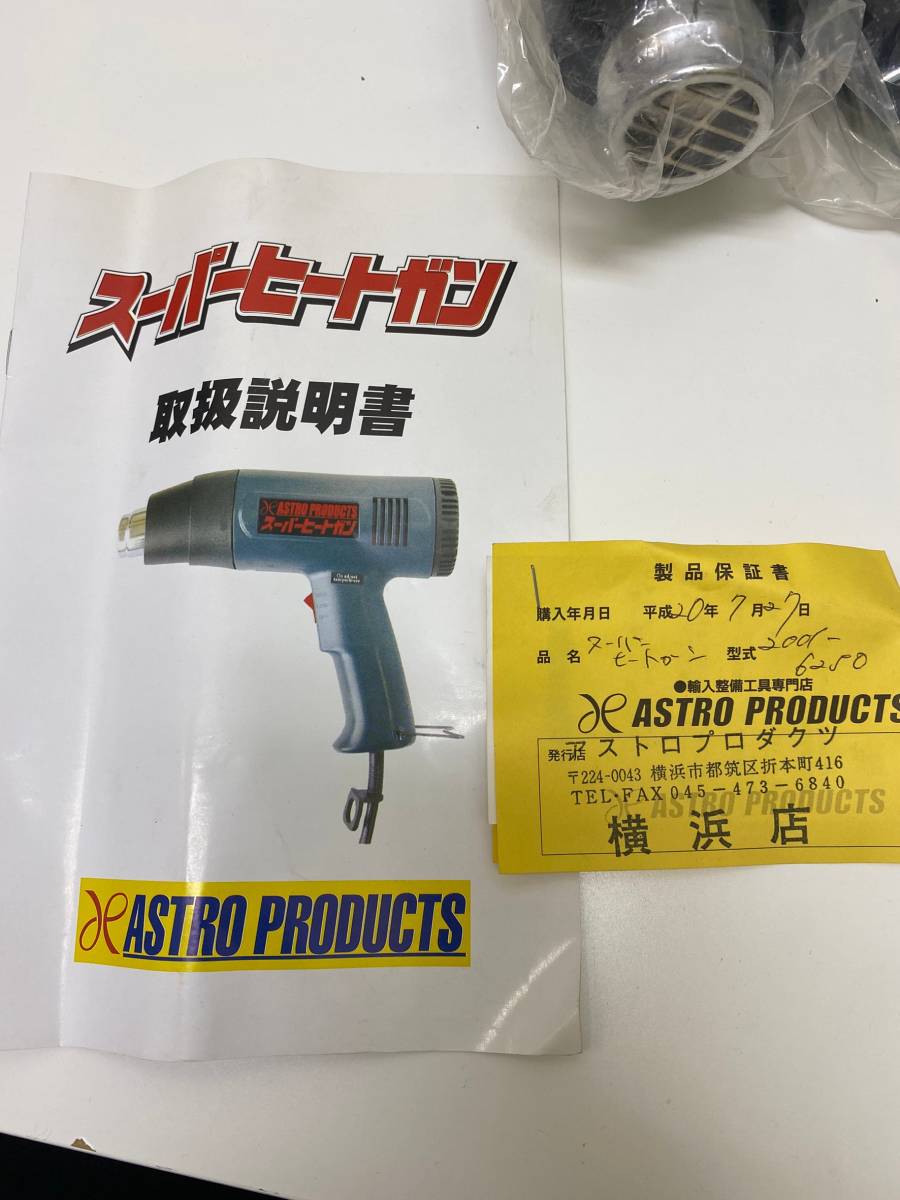 スーパーヒートガン
取扱説明書
ASTRO PRODUCTS
スーパーヒートガン
ASTRO PRODUCTS
製品保証書
購入年月日 平成20年7月27日
品名 スーパーヒートガン 型式 2001-6250
●輸入整備工具専門店
ASTRO PRODUCTS
発行店 アストロプロダクツ
〒224-0043 横浜市都筑区折本町416
TEL・FAX 045-473-6840
ASTRO PRODUCTS
横浜店